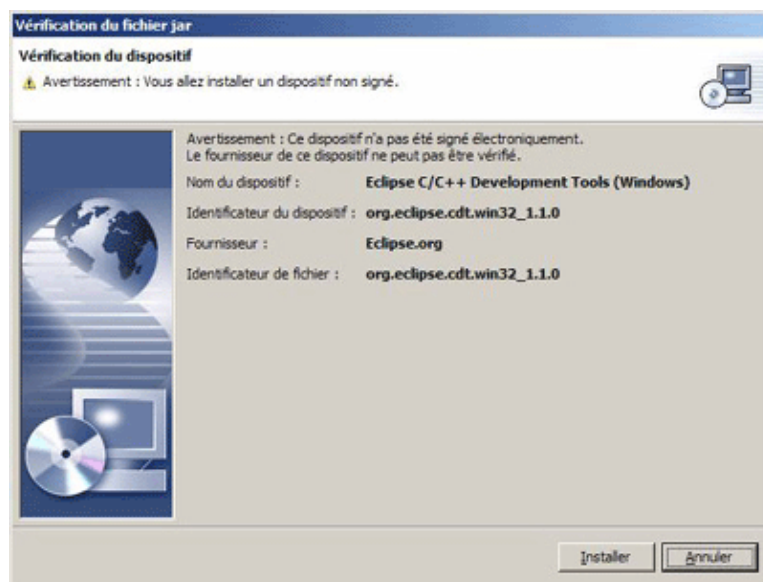 Vérification du fichier jar
Vérification du dispositif
Avertissement : Vous allez installer un dispositif non signé.
Avertissement : Ce dispositif n'a pas été signé électroniquement.
Le fournisseur de ce dispositif ne peut pas être vérifié.
Nom du dispositif : Eclipse C/C++ Development Tools (Windows)
Identificateur du dispositif : org.eclipse.cdt.win32_1.1.0
Fournisseur : Eclipse.org
Identificateur de fichier : org.eclipse.cdt.win32_1.1.0
Installer Annuler